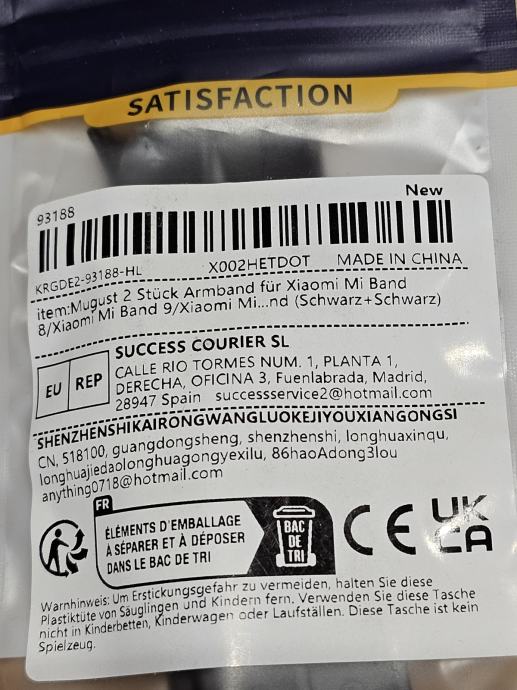 SATISFACTION
New
93188
KRGDE2-93188-HL X002HETDOT MADE IN CHINA
item:Mugust 2 Stück Armband für Xiaomi Mi Band
8/Xiaomi Mi Band 9/Xiaomi Mi...nd (Schwarz+Schwarz)
EU REP
SUCCESS COURIER SL
CALLE RIO TORMES NUM. 1, PLANTA 1,
DERECHA, OFICINA 3, Fuenlabrada, Madrid,
28947 Spain successservice2@hotmail.com
SHENZHENSHIKAIRONGWANGLUOKEJIYOUXIANGONGSI
CN, 518100, guangdongsheng, shenzhenshi, longhuaxinqu,
longhuajiedaolonghuagongyexilu, 86haoAdong3lou
anything0718@hotmail.com
FR
ÉLÉMENTS D'EMBALLAGE
À SÉPARER ET À DÉPOSER
DANS LE BAC DE TRI
BAC
DE
TRI
CE
UK
CA
Warnhinweis: Um Erstickungsgefahr zu vermeiden, halten Sie diese
Plastiktüte von Säuglingen und Kindern fern. Verwenden Sie diese Tasche
nicht in Kinderbetten, Kinderwagen oder Laufställen. Diese Tasche ist kein
Spielzeug.